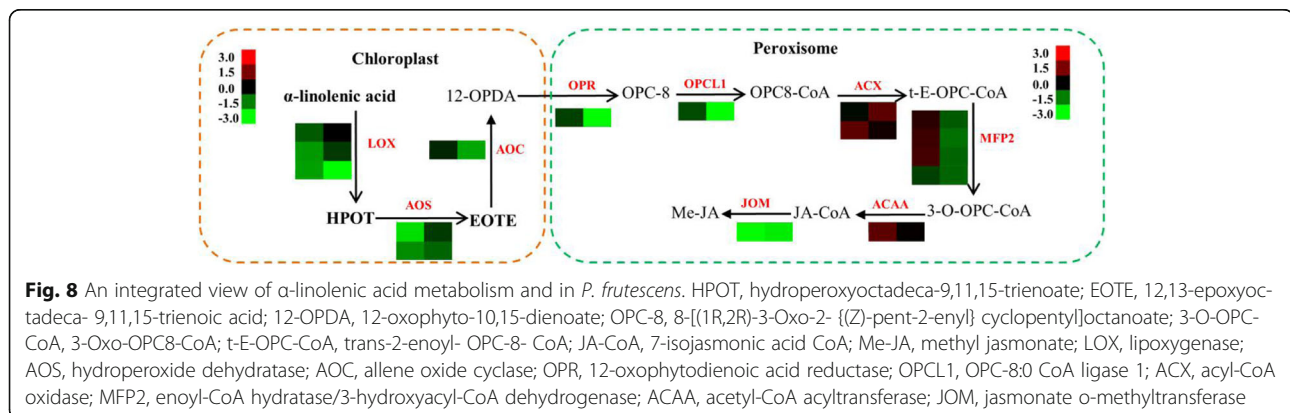 Chloroplast
3.0
1.5
0.0
-1.5
-3.0
α-linolenic acid
LOX
HPOT
AOS
EOTE
AOC
12-OPDA
Peroxisome
3.0
1.5
0.0
-1.5
-3.0
OPR
OPC-8
OPCL1
OPC8-CoA
ACX
t-E-OPC-CoA
MFP2
3-O-OPC-CoA
ACAA
JA-CoA
JOM
Me-JA
Fig. 8 An integrated view of α-linolenic acid metabolism and in P. frutescens. HPOT, hydroperoxyoctadeca-9,11,15-trienoate; EOTE, 12,13-epoxyoc-
tadeca- 9,11,15-trienoic acid; 12-OPDA, 12-oxophyto-10,15-dienoate; OPC-8, 8-[(1R,2R)-3-Oxo-2- {(Z)-pent-2-enyl} cyclopentyl]octanoate; 3-O-OPC-
CoA, 3-Oxo-OPC8-CoA; t-E-OPC-CoA, trans-2-enoyl- OPC-8- CoA; JA-CoA, 7-isojasmonic acid CoA; Me-JA, methyl jasmonate; LOX, lipoxygenase;
AOS, hydroperoxide dehydratase; AOC, allene oxide cyclase; OPR, 12-oxophytodienoic acid reductase; OPCL1, OPC-8:0 CoA ligase 1; ACX, acyl-CoA
oxidase; MFP2, enoyl-CoA hydratase/3-hydroxyacyl-CoA dehydrogenase; ACAA, acetyl-CoA acyltransferase; JOM, jasmonate o-methyltransferase